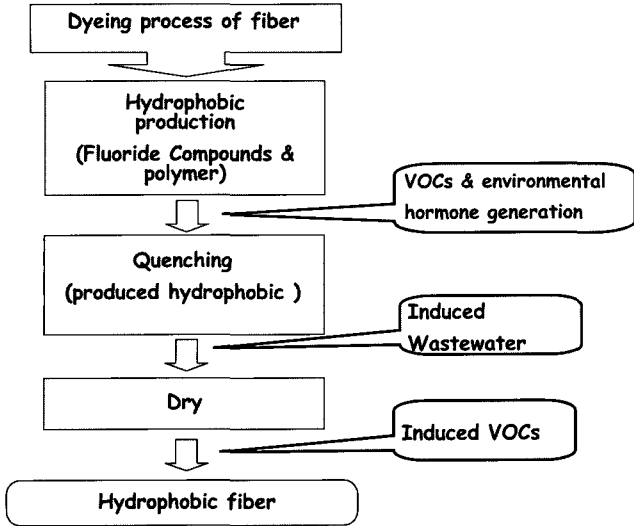 Dyeing process of fiber
Hydrophobic
production
(Fluoride Compounds &
polymer)
VOCs & environmental
hormone generation
Quenching
(produced hydrophobic )
Induced
Wastewater
Dry
Induced VOCs
Hydrophobic fiber